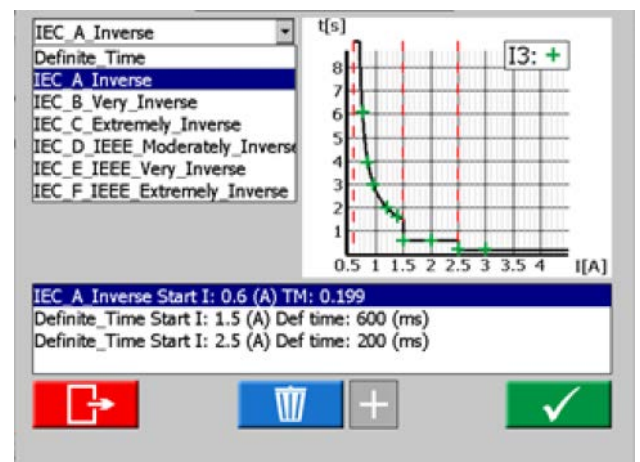 IEC_A_Inverse
Definite_Time
IEC_A_Inverse
IEC_B_Very_Inverse
IEC_C_Extremely_Inverse
IEC_D_IEEE_Moderately_Inverse
IEC_E_IEEE_Very_Inverse
IEC_F_IEEE_Extremely_Inverse
t[s]
I3: +
8
7
6
5
4
3
2
1
0.5 1 1.5 2 2.5 3 3.5 4 I[A]
IEC_A_Inverse Start I: 0.6 (A) TM: 0.199
Definite_Time Start I: 1.5 (A) Def time: 600 (ms)
Definite_Time Start I: 2.5 (A) Def time: 200 (ms)